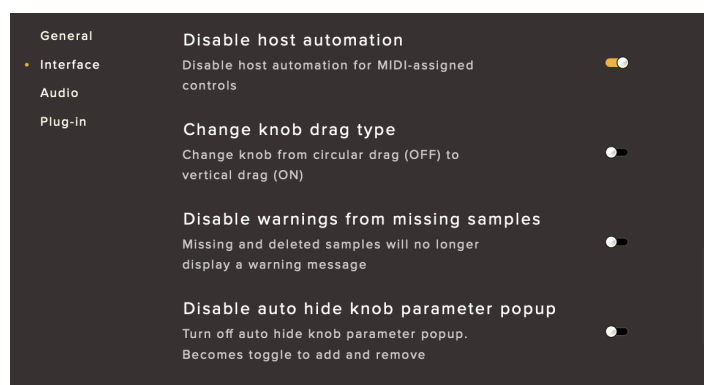 General
Interface
Audio
Plug-in
Disable host automation
Disable host automation for MIDI-assigned
controls
Change knob drag type
Change knob from circular drag (OFF) to
vertical drag (ON)
Disable warnings from missing samples
Missing and deleted samples will no longer
display a warning message
Disable auto hide knob parameter popup
Turn off auto hide knob parameter popup.
Becomes toggle to add and remove